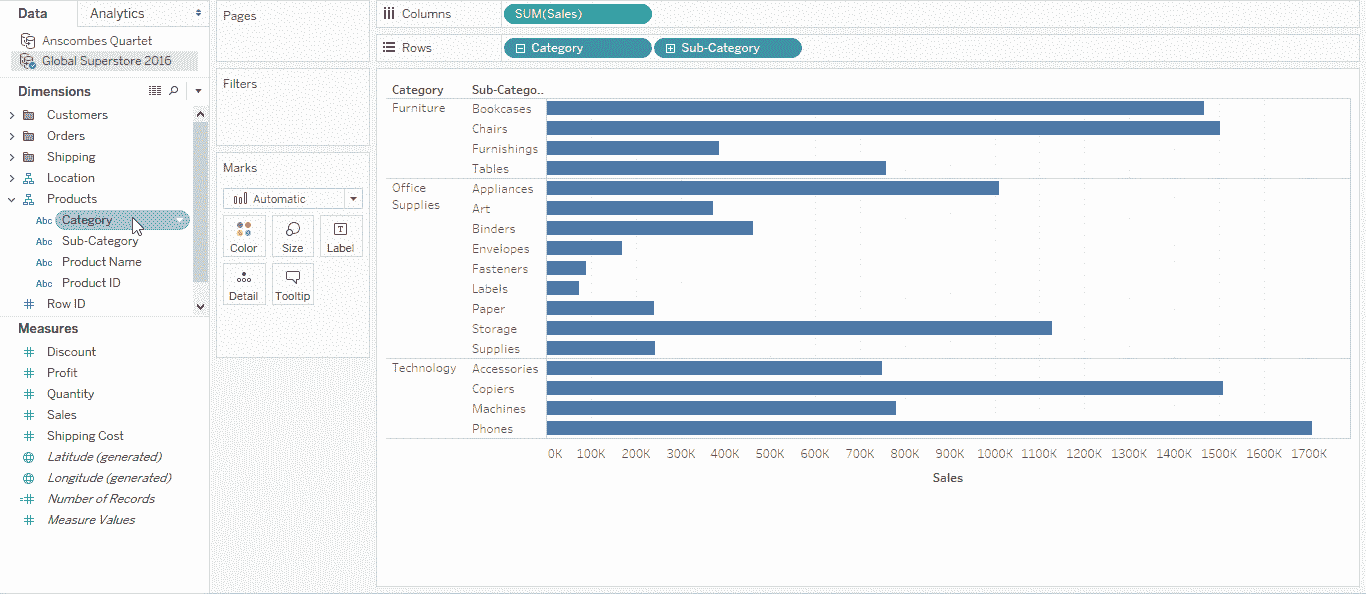 Data
Analytics
Anscombes Quartet
Global Superstore 2016
Dimensions
Customers
Orders
Shipping
Location
Products
Abc Category
Abc Sub-Category
Abc Product Name
Abc Product ID
# Row ID
Measures
# Discount
# Profit
# Quantity
# Sales
# Shipping Cost
Latitude (generated)
Longitude (generated)
=# Number of Records
# Measure Values
Pages
Filters
Marks
Automatic
Color
Size
T
Label
Detail
Tooltip
Columns
SUM(Sales)
Rows
Category
Sub-Category
Category
Sub-Catego..
Furniture
Bookcases
Chairs
Furnishings
Tables
Office
Supplies
Appliances
Art
Binders
Envelopes
Fasteners
Labels
Paper
Storage
Supplies
Technology
Accessories
Copiers
Machines
Phones
0K 100K 200K 300K 400K 500K 600K 700K 800K 900K 1000K 1100K 1200K 1300K 1400K 1500K 1600K 1700K
Sales